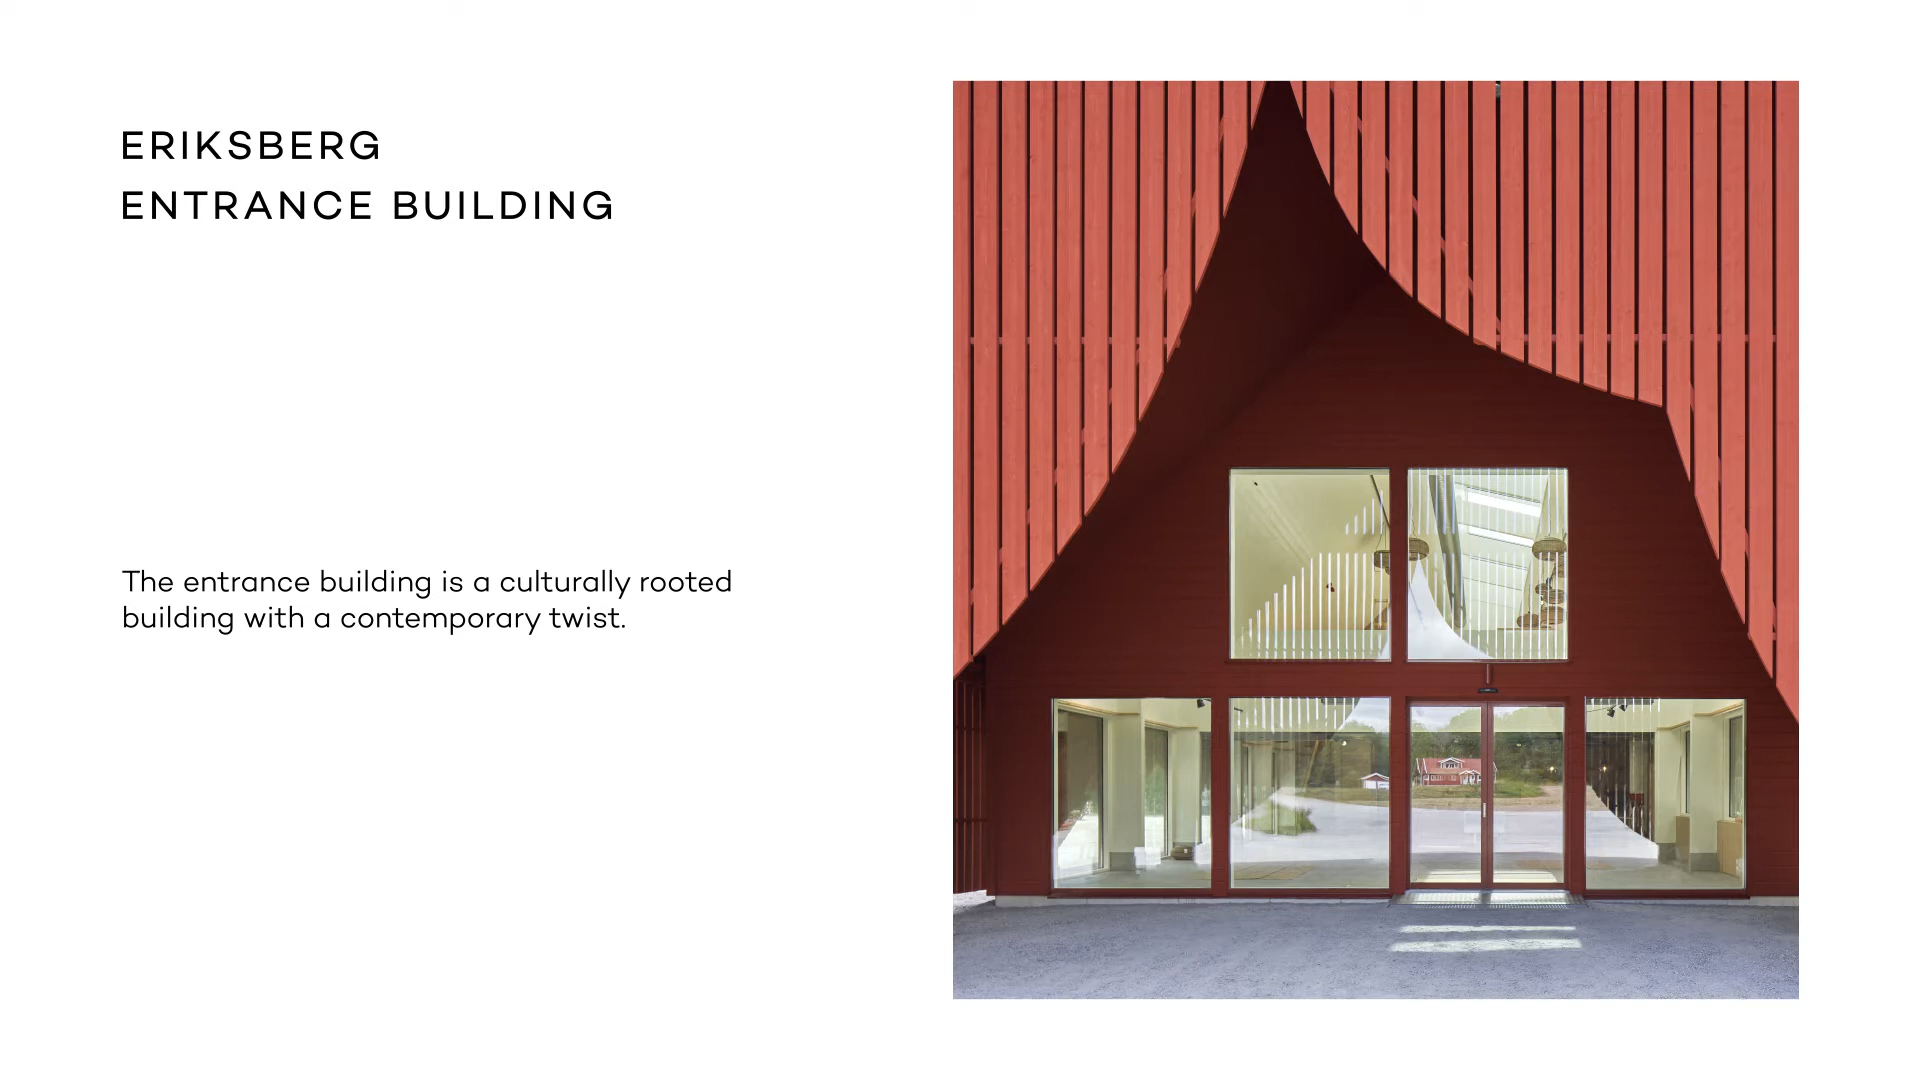 ERIKSBERG
ENTRANCE BUILDING
The entrance building is a culturally rooted
building with a contemporary twist.